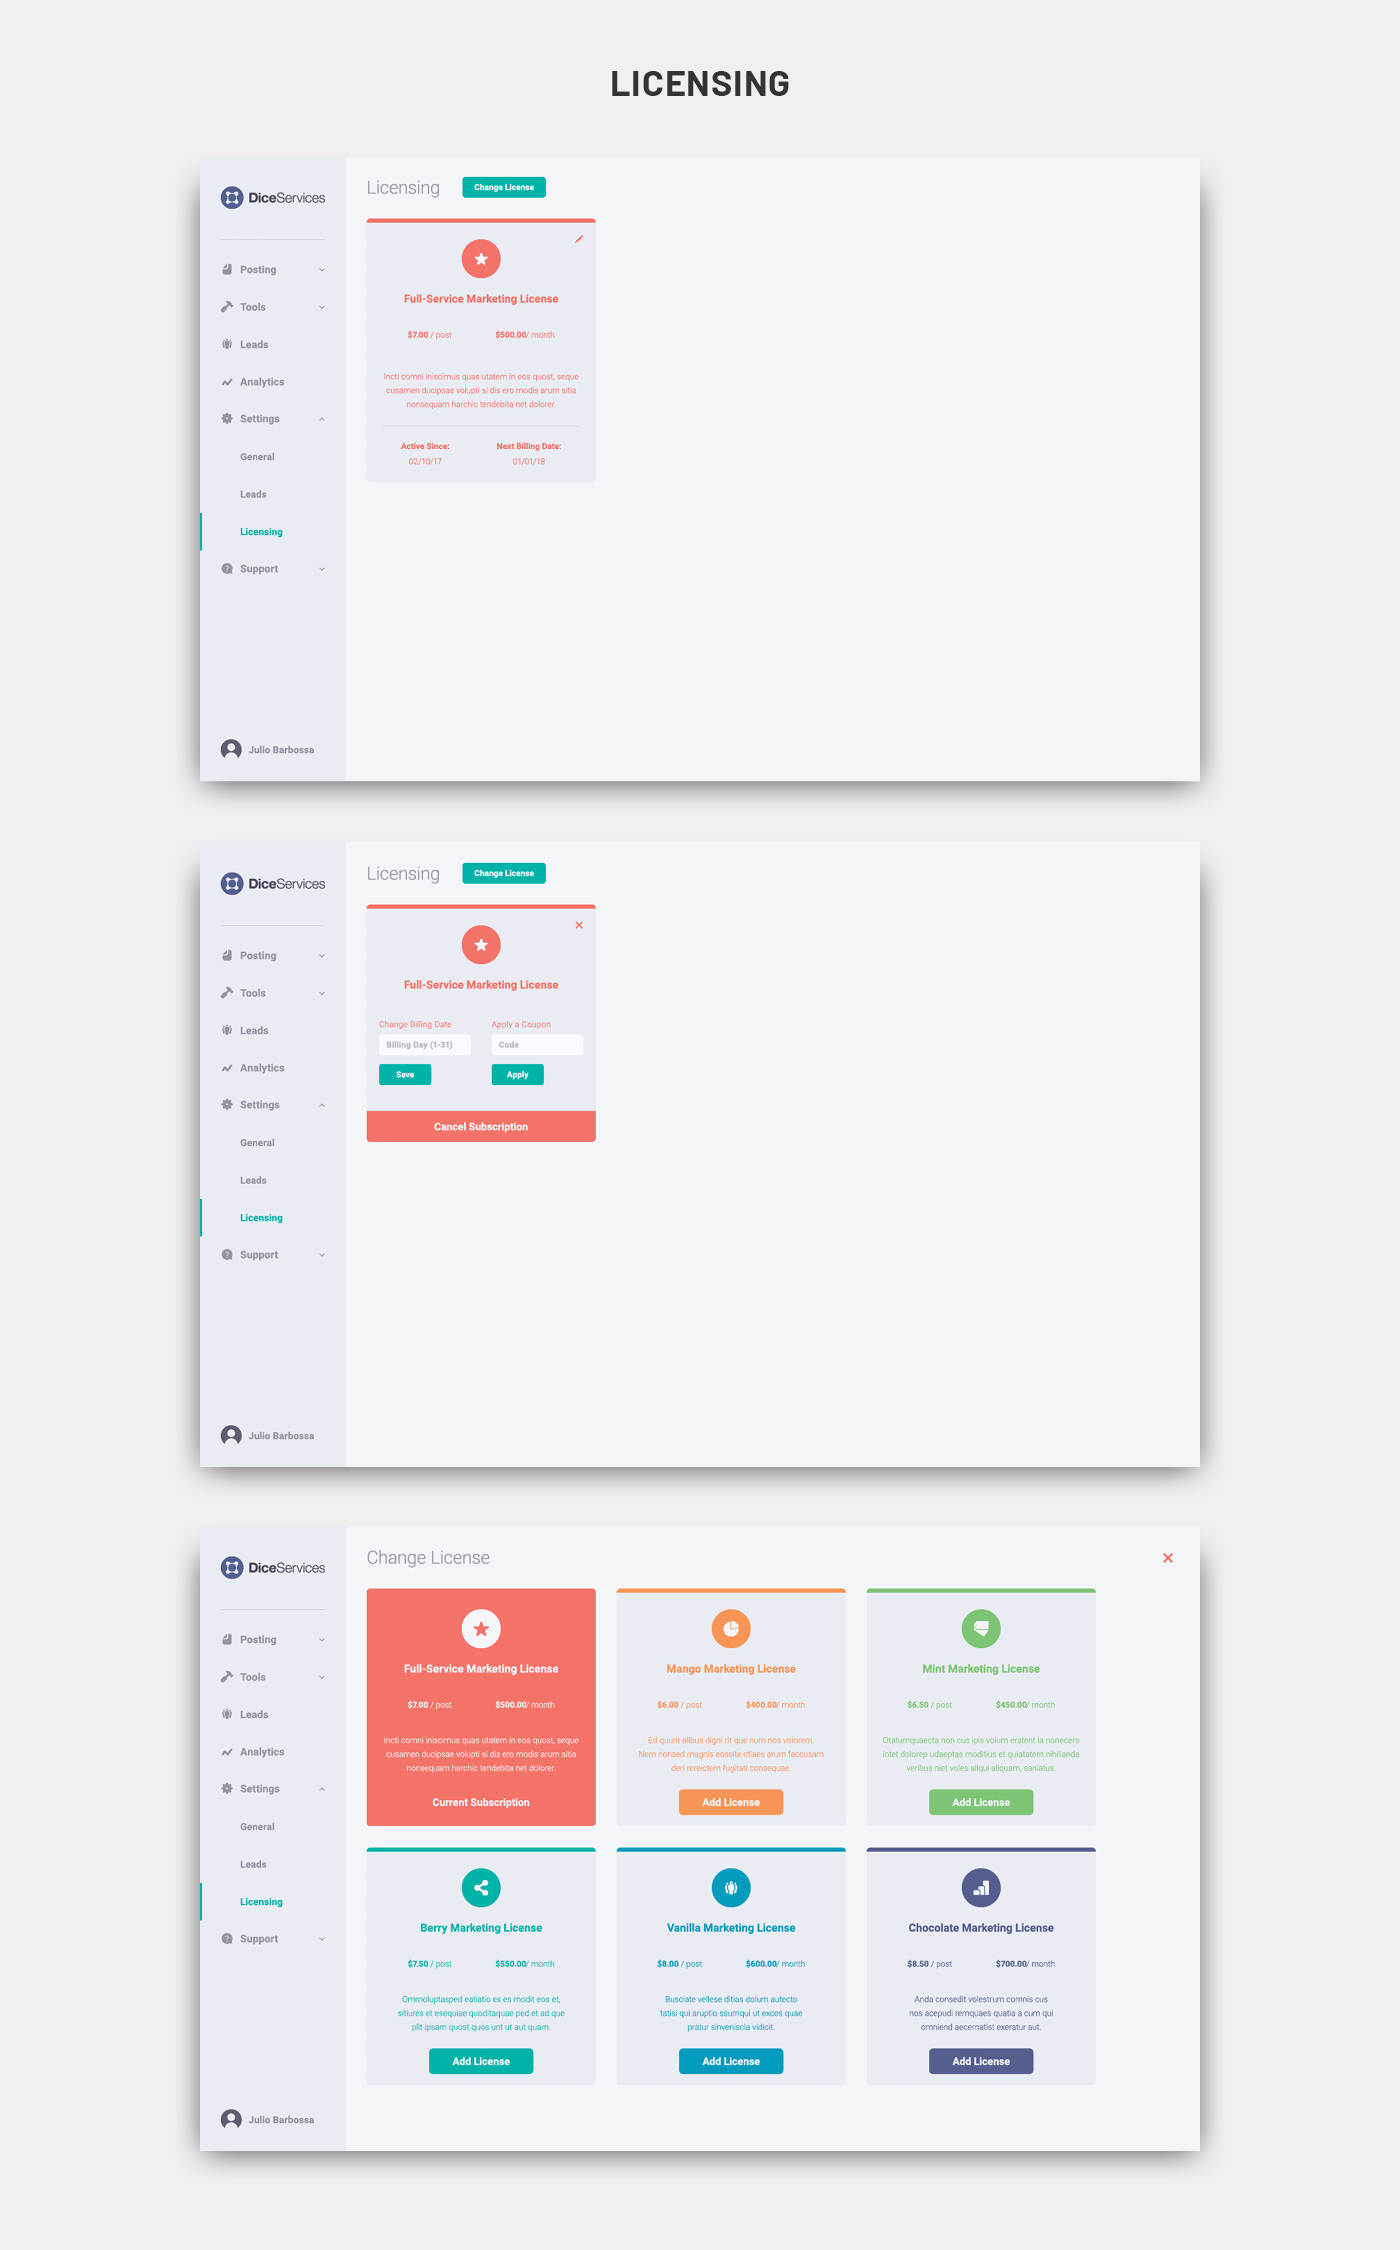 LICENSING
DiceServices
Posting
Tools
Leads
Analytics
Settings
General
Leads
Licensing
Support
Julio Barbossa
Licensing
Change License
Full-Service Marketing License
$7.00 / post $500.00/ month
Incti comni iniscimus quas utatem in eos quost, seque
cusamen ducipsae volupti si dis ero modis arum sitia
nonsequam harchic tendebita net dolorer.
Active Since: Next Billing Date:
02/10/17 01/01/18
DiceServices
Posting
Tools
Leads
Analytics
Settings
General
Leads
Licensing
Support
Julio Barbossa
Licensing
Change License
Full-Service Marketing License
Change Billing Date Apply a Coupon
Billing Day (1-31) Code
Save Apply
Cancel Subscription
DiceServices
Posting
Tools
Leads
Analytics
Settings
General
Leads
Licensing
Support
Julio Barbossa
Change License
Full-Service Marketing License
$7.00 / post $500.00/ month
Incti comni iniscimus quas utatem in eos quost, seque
cusamen ducipsae volupti si dis ero modis arum sitia
nonsequam harchic tendebita net dolorer.
Current Subscription
Mango Marketing License
$6.00 / post $400.00/ month
Ed quunt alibus digni rit que num nos volorem.
Nem nonsed magnis eossite ctiaes arum faccusam
deri rereictem fugitati consequae.
Add License
Mint Marketing License
$6.50 / post $450.00/ month
Otatumquaecta non cus ipis volum eratent la nonecero
intet dolorep udaeptas moditius et quiatatem nihilianda
veribus niet voles aliqui aliquam, saniatus.
Add License
Berry Marketing License
$7.50 / post $550.00/ month
Ommoluptasped eatiatio ex es modit eos et,
sitiures et esequiae quoditaquae ped et ad que
plit ipsam quost quos unt ut aut quam.
Add License
Vanilla Marketing License
$8.00 / post $600.00/ month
Busciate vellese ditias dolum autecto
tatisi qui aruptio ssumqui ut exces quae
pratur sinveniscia vidicit.
Add License
Chocolate Marketing License
$8.50 / post $700.00/ month
Anda consedit volestrum comnis cus
nos acepudi remquaes quatia a cum qui
omniend aecernatist exeratur aut.
Add License